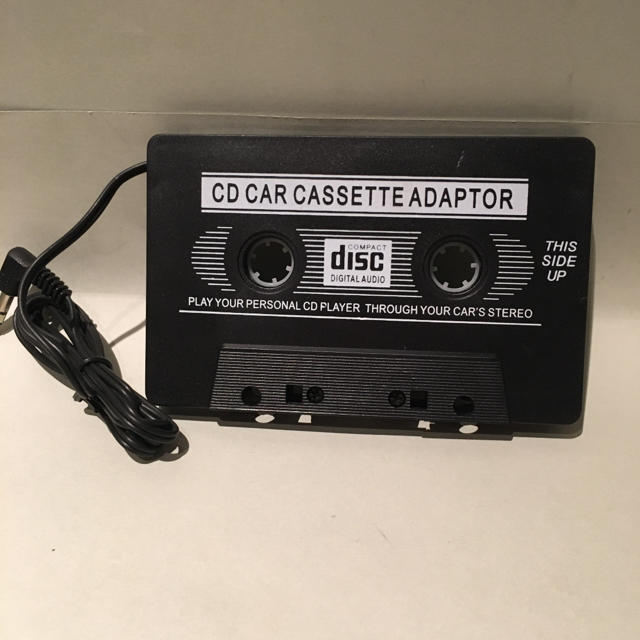 CD CAR CASSETTE ADAPTOR
COMPACT
disc
DIGITAL AUDIO
THIS
SIDE
UP
PLAY YOUR PERSONAL CD PLAYER THROUGH YOUR CAR'S STEREO